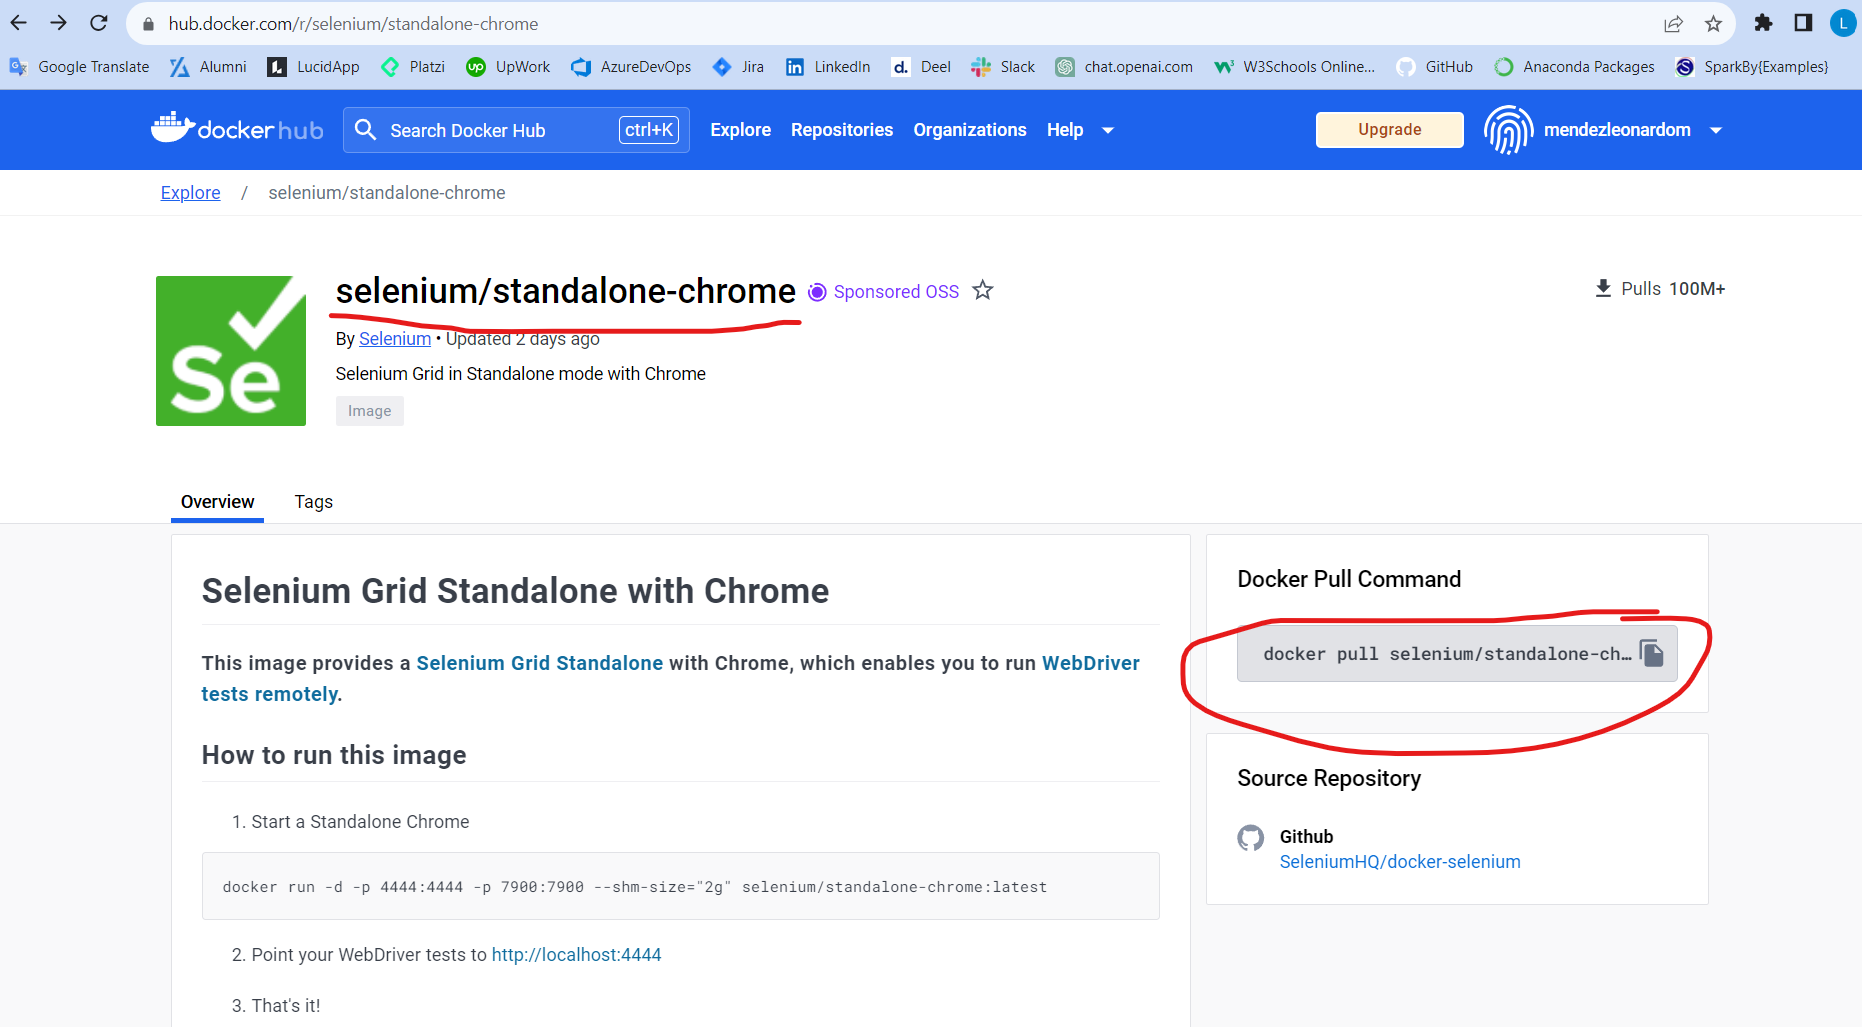 hub.docker.com/r/selenium/standalone-chrome
L
Google Translate Alumni LucidApp Platzi UpWork AzureDevOps Jira LinkedIn Deel Slack chat.openai.com W3Schools Online... GitHub Anaconda Packages SparkBy{Examples}
docker hub Search Docker Hub ctrl+K Explore Repositories Organizations Help Upgrade mendezleonardom
Explore / selenium/standalone-chrome
selenium/standalone-chrome Sponsored OSS
Pulls 100M+
By Selenium • Updated 2 days ago
Selenium Grid in Standalone mode with Chrome
Image
Se
Overview Tags
Selenium Grid Standalone with Chrome
This image provides a Selenium Grid Standalone with Chrome, which enables you to run WebDriver
tests remotely.
How to run this image
1. Start a Standalone Chrome
docker run -d -p 4444:4444 -p 7900:7900 --shm-size="2g" selenium/standalone-chrome:latest
2. Point your WebDriver tests to http://localhost:4444
3. That's it!
Docker Pull Command
docker pull selenium/standalone-ch...
Source Repository
Github
SeleniumHQ/docker-selenium